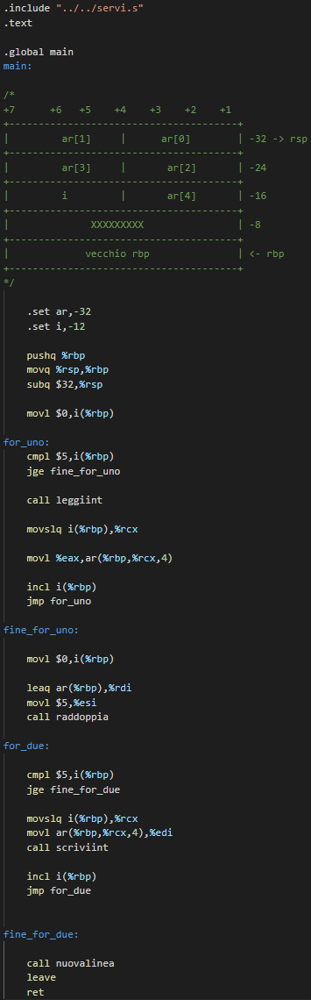 .include "../../servi.s"
.text
.global main
main:
/*
+7 +6 +5 +4 +3 +2 +1
+---------------------------------------+
| ar[1] | ar[0] | -32 -> rsp
+---------------------------------------+
| ar[3] | ar[2] | -24
+---------------------------------------+
| i | ar[4] | -16
+---------------------------------------+
| XXXXXXXXX | -8
+---------------------------------------+
| vecchio rbp | <- rbp
+---------------------------------------+
*/
.set ar,-32
.set i,-12
pushq %rbp
movq %rsp,%rbp
subq $32,%rsp
movl $0,i(%rbp)
for_uno:
cmpl $5,i(%rbp)
jge fine_for_uno
call leggiint
movslq i(%rbp),%rcx
movl %eax,ar(%rbp,%rcx,4)
incl i(%rbp)
jmp for_uno
fine_for_uno:
movl $0,i(%rbp)
leaq ar(%rbp),%rdi
movl $5,%esi
call raddoppia
for_due:
cmpl $5,i(%rbp)
jge fine_for_due
movslq i(%rbp),%rcx
movl ar(%rbp,%rcx,4),%edi
call scriviint
incl i(%rbp)
jmp for_due
fine_for_due:
call nuovalinea
leave
ret